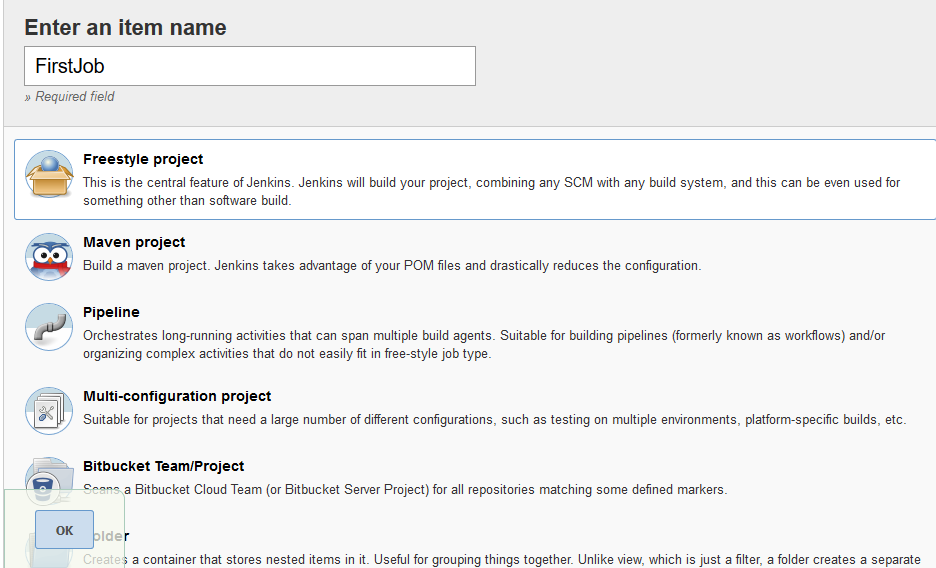 Enter an item name
FirstJob
» Required field
Freestyle project
This is the central feature of Jenkins. Jenkins will build your project, combining any SCM with any build system, and this can be even used for
something other than software build.
Maven project
Build a maven project. Jenkins takes advantage of your POM files and drastically reduces the configuration.
Pipeline
Orchestrates long-running activities that can span multiple build agents. Suitable for building pipelines (formerly known as workflows) and/or
organizing complex activities that do not easily fit in free-style job type.
Multi-configuration project
Suitable for projects that need a large number of different configurations, such as testing on multiple environments, platform-specific builds, etc.
Bitbucket Team/Project
Scans a Bitbucket Cloud Team (or Bitbucket Server Project) for all repositories matching some defined markers.
OK
Folder
Creates a container that stores nested items in it. Useful for grouping things together. Unlike view, which is just a filter, a folder creates a separate